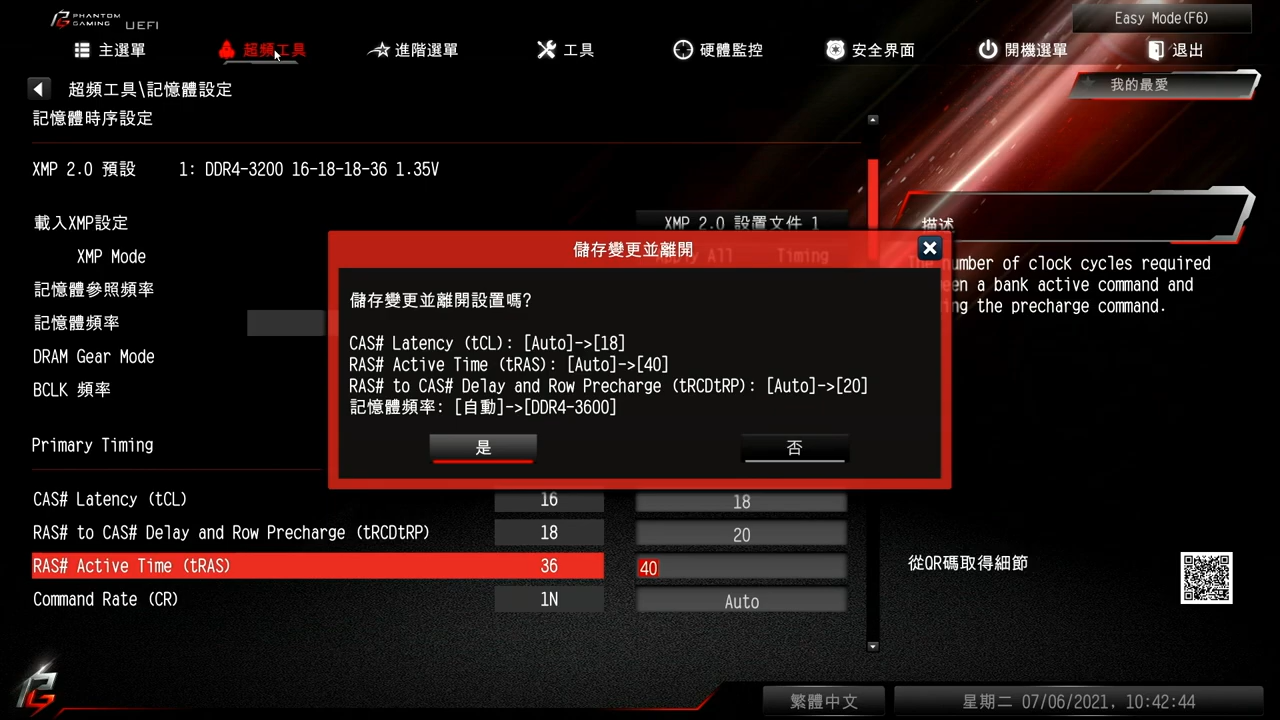 PHANTOM GAMING UEFI
Easy Mode(F6)
主選單
超頻工具
進階選單
工具
硬體監控
安全界面
開機選單
退出
超頻工具\記憶體設定
我的最愛
記憶體時序設定
XMP 2.0 預設 1: DDR4-3200 16-18-18-36 1.35V
載入XMP設定 XMP 2.0 設置文件 1
XMP Mode Apply All Timing
記憶體參照頻率
記憶體頻率
DRAM Gear Mode
BCLK 頻率
儲存變更並離開
儲存變更並離開設置嗎?
CAS# Latency (tCL): [Auto]->[18]
RAS# Active Time (tRAS): [Auto]->[40]
RAS# to CAS# Delay and Row Precharge (tRCDtRP): [Auto]->[20]
記憶體頻率: [自動]->[DDR4-3600]
是
否
Primary Timing
CAS# Latency (tCL) 16 18
RAS# to CAS# Delay and Row Precharge (tRCDtRP) 18 20
RAS# Active Time (tRAS) 36 40
Command Rate (CR) 1N Auto
描述
number of clock cycles required
a bank active command and
the precharge command.
從QR碼取得細節
繁體中文
星期二 07/06/2021, 10:42:44